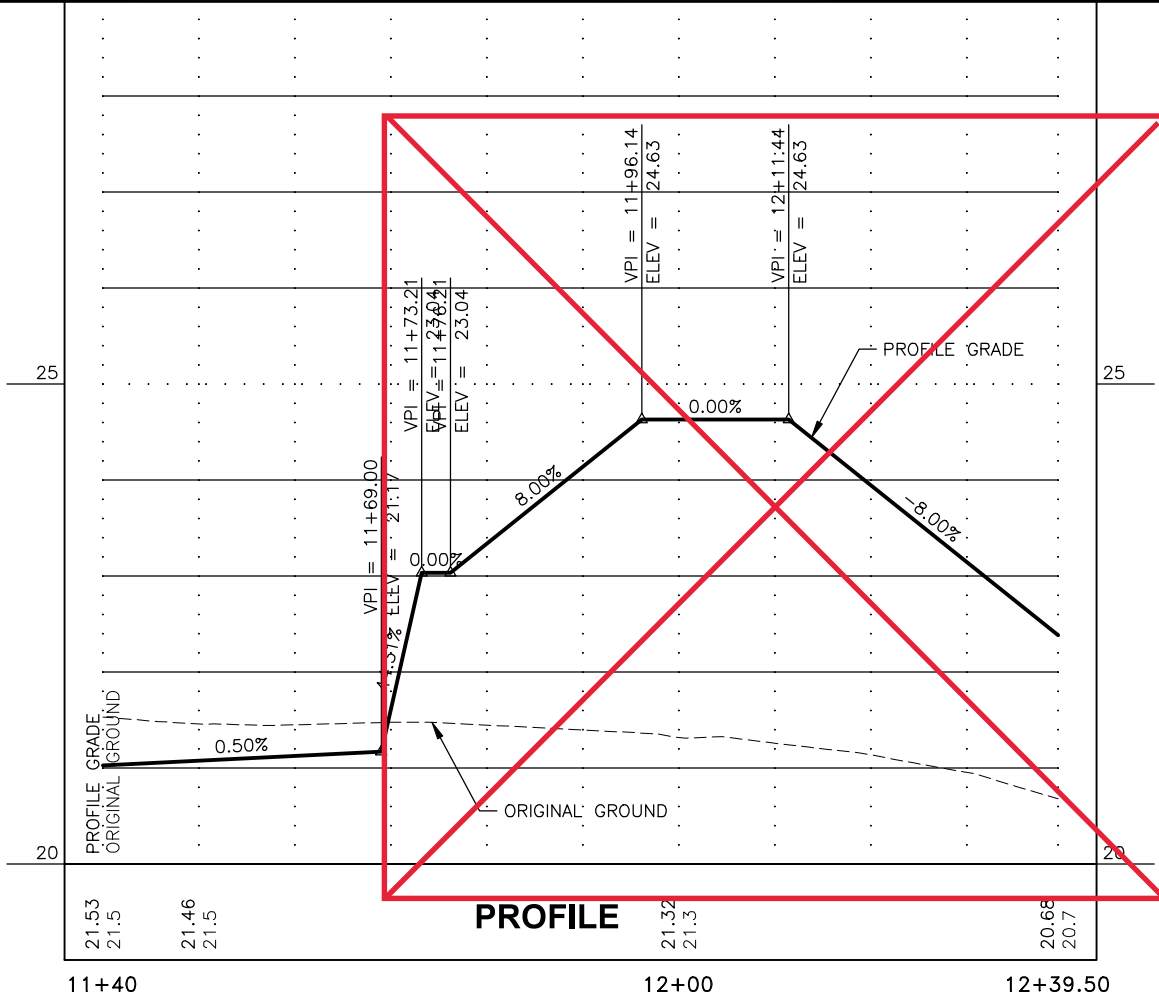 VPI = 11+96.14
ELEV = 24.63
VPI = 12+11.44
ELEV = 24.63
VPI = 11+73.21
ELEV = 23.04
VPI = 11+76.21
ELEV = 23.04
PROFILE GRADE
25
25
0.00%
VPI = 11+69.00
ELEV = 21.17
8.00%
-8.00%
0.00%
0.50%
PROFILE GRADE
ORIGINAL GROUND
ORIGINAL GROUND
20
20
21.53
21.5
21.46
21.5
PROFILE
21.32
21.3
20.68
20.7
11+40
12+00
12+39.50